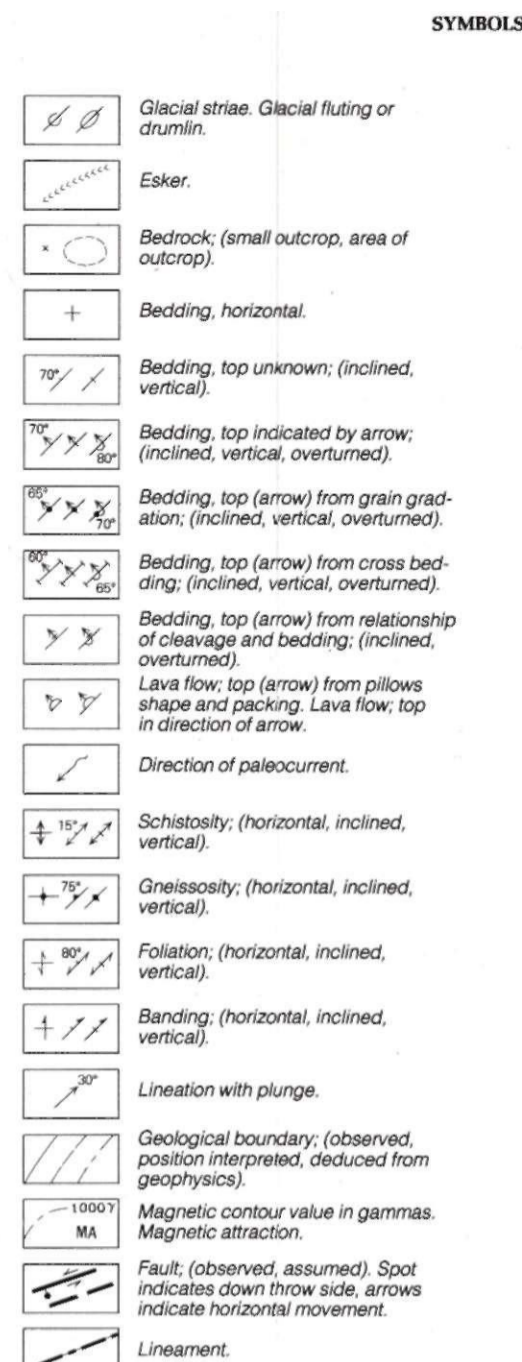 SYMBOLS
Glacial striae. Glacial fluting or
drumlin.
Esker.
Bedrock; (small outcrop, area of
outcrop).
Bedding, horizontal.
70°
Bedding, top unknown; (inclined,
vertical).
70°
80°
Bedding, top indicated by arrow;
(inclined, vertical, overturned).
65°
70°
Bedding, top (arrow) from grain grad-
ation; (inclined, vertical, overturned).
60°
65°
Bedding, top (arrow) from cross bed-
ding; (inclined, vertical, overturned).
Bedding, top (arrow) from relationship
of cleavage and bedding; (inclined,
overturned).
Lava flow; top (arrow) from pillows
shape and packing. Lava flow; top
in direction of arrow.
Direction of paleocurrent.
15°
Schistosity; (horizontal, inclined,
vertical).
75°
Gneissosity; (horizontal, inclined,
vertical).
80°
Foliation; (horizontal, inclined,
vertical).
Banding; (horizontal, inclined,
vertical).
30°
Lineation with plunge.
Geological boundary; (observed,
position interpreted, deduced from
geophysics).
1000γ
MA
Magnetic contour value in gammas.
Magnetic attraction.
Fault; (observed, assumed). Spot
indicates down throw side, arrows
indicate horizontal movement.
Lineament.